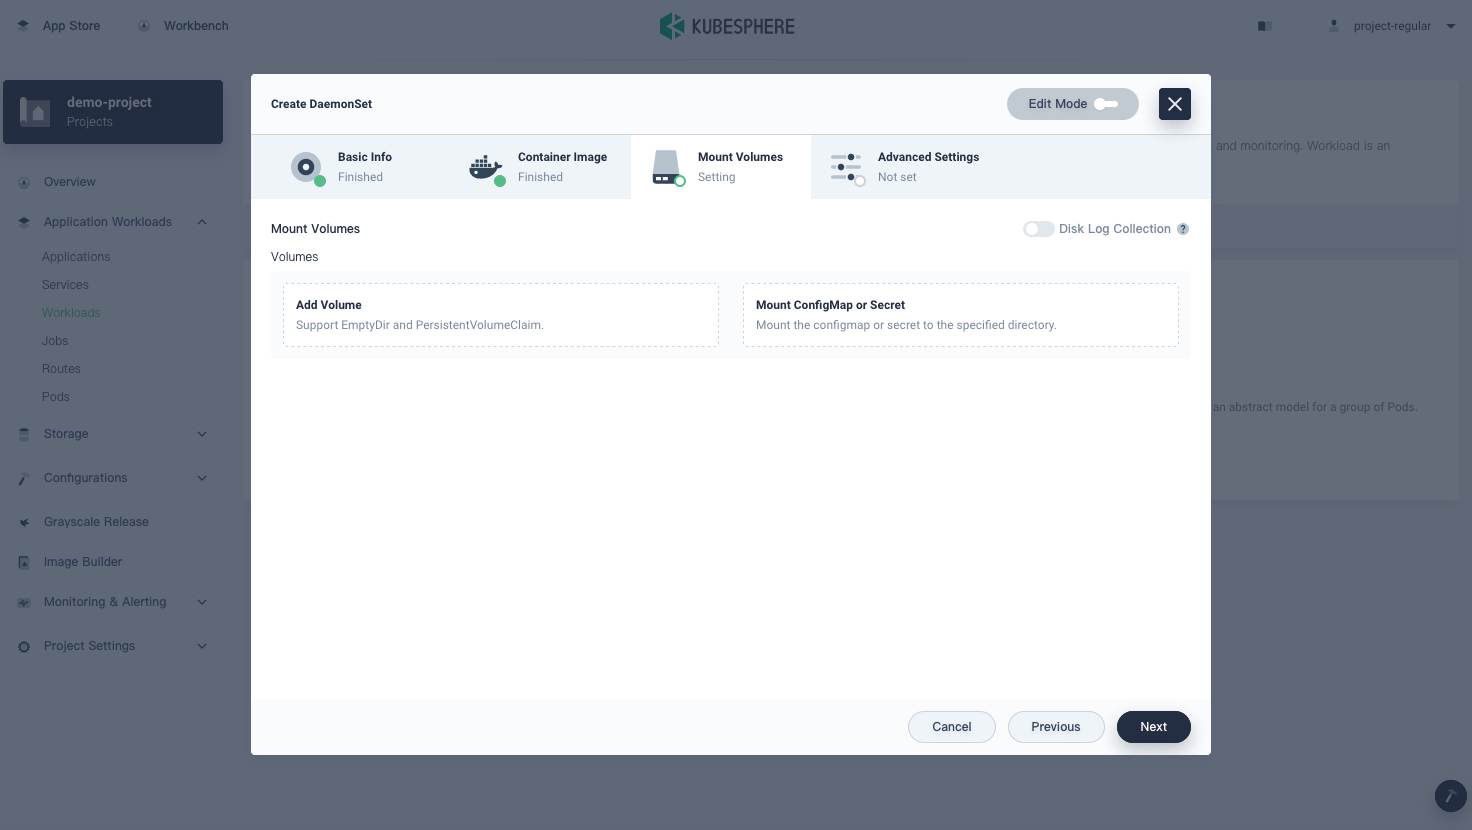 App Store
Workbench
KUBESPHERE
project-regular
demo-project
Projects
Overview
Application Workloads
Applications
Services
Workloads
Jobs
Routes
Pods
Storage
Configurations
Grayscale Release
Image Builder
Monitoring & Alerting
Project Settings
and monitoring. Workload is an
an abstract model for a group of Pods.
Create DaemonSet
Edit Mode
Basic Info
Finished
Container Image
Finished
Mount Volumes
Setting
Advanced Settings
Not set
Mount Volumes
Disk Log Collection ?
Volumes
Add Volume
Support EmptyDir and PersistentVolumeClaim.
Mount ConfigMap or Secret
Mount the configmap or secret to the specified directory.
Cancel
Previous
Next